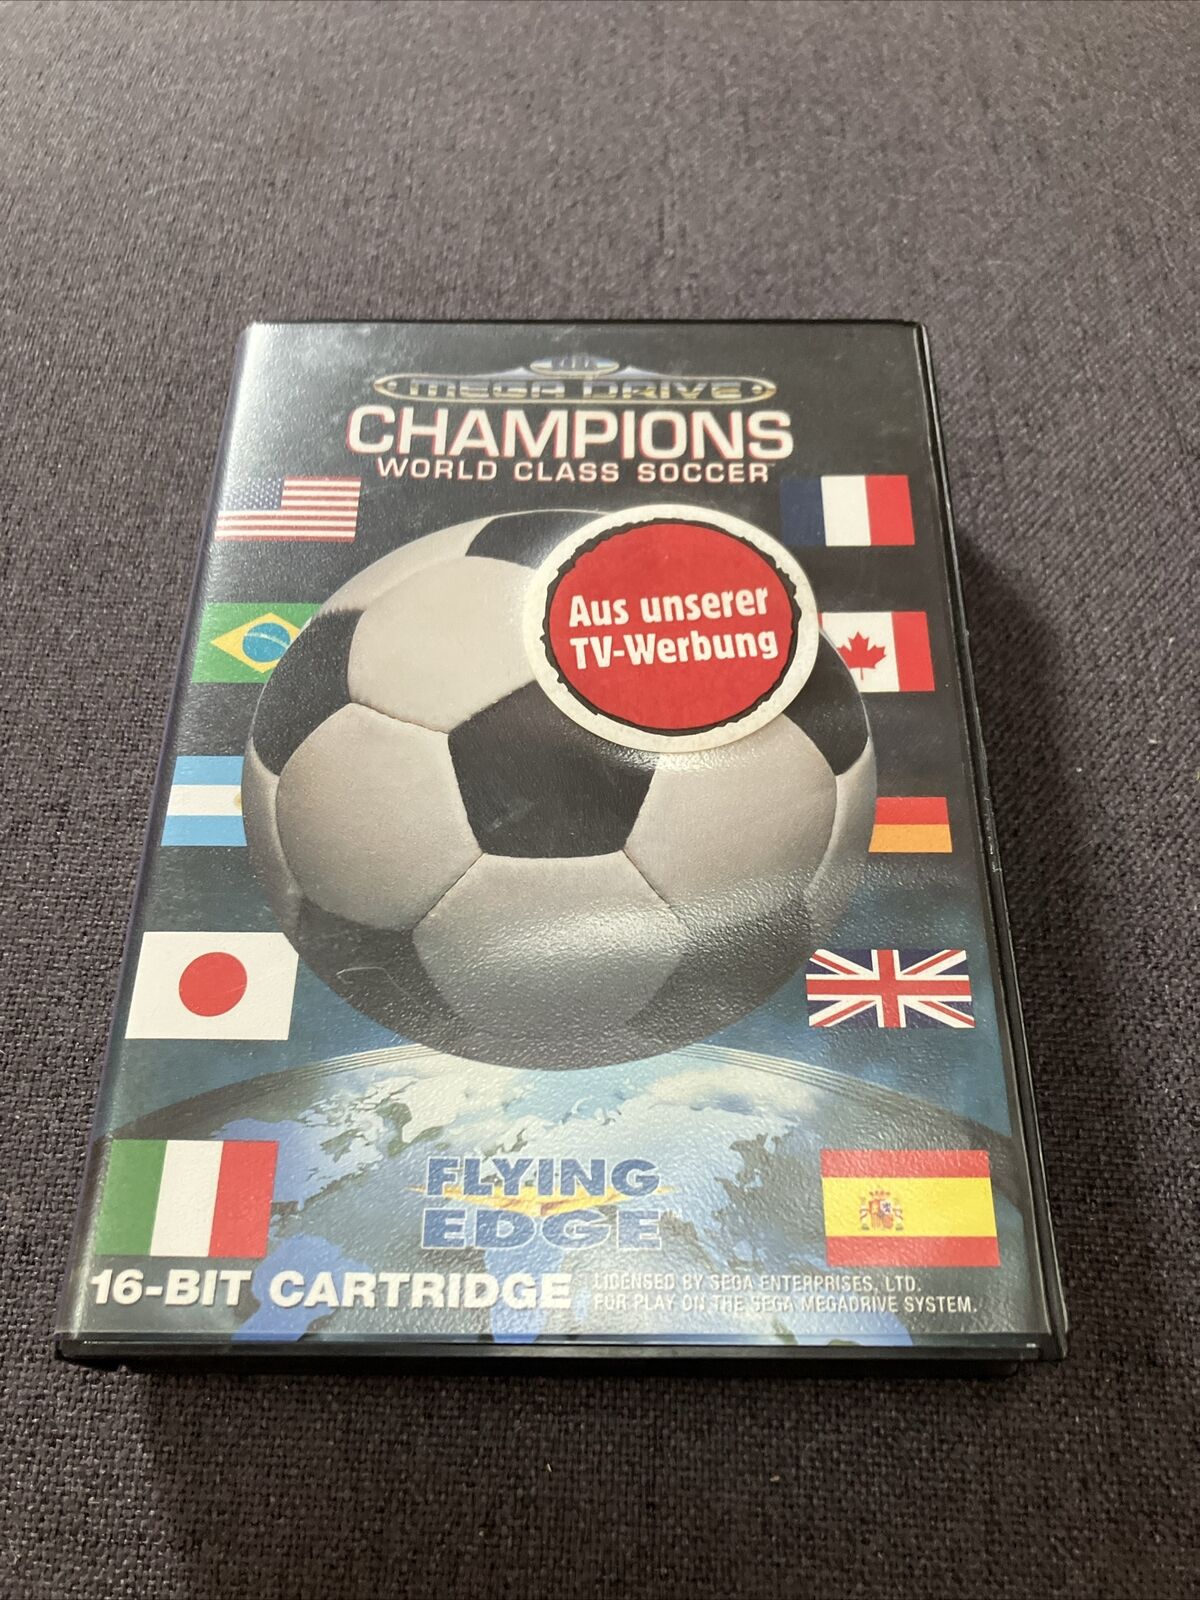 MEGA DRIVE
CHAMPIONS
WORLD CLASS SOCCER
Aus unserer
TV-Werbung
FLYING
EDGE
16-BIT CARTRIDGE
LICENSED BY SEGA ENTERPRISES, LTD.
FOR PLAY ON THE SEGA MEGADRIVE SYSTEM.